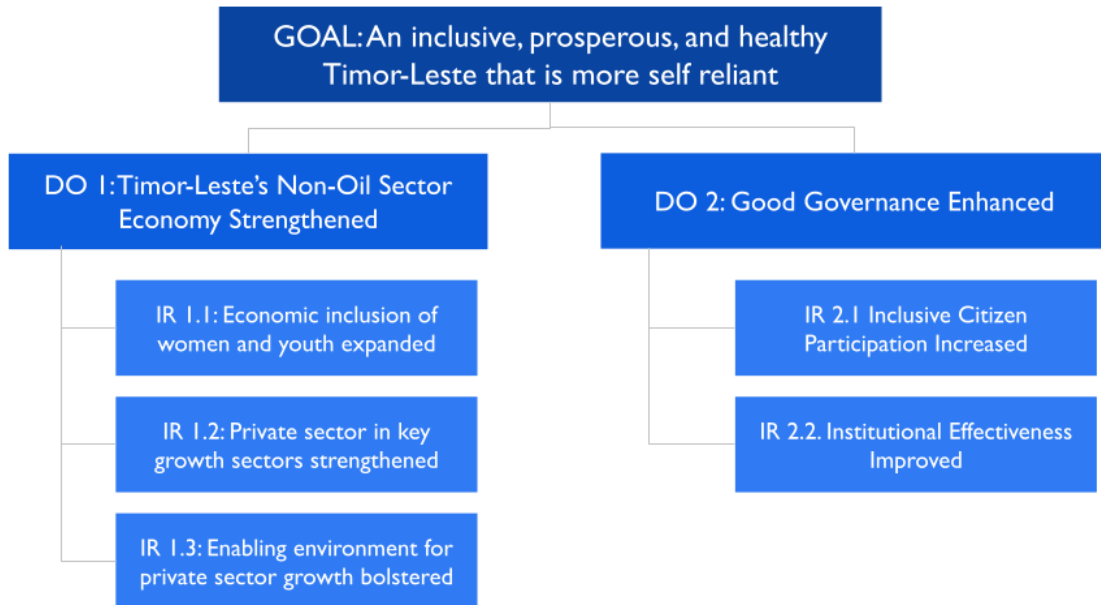 GOAL: An inclusive, prosperous, and healthy
Timor-Leste that is more self reliant
DO 1: Timor-Leste's Non-Oil Sector
Economy Strengthened
IR 1.1: Economic inclusion of
women and youth expanded
IR 1.2: Private sector in key
growth sectors strengthened
IR 1.3: Enabling environment for
private sector growth bolstered
DO 2: Good Governance Enhanced
IR 2.1 Inclusive Citizen
Participation Increased
IR 2.2. Institutional Effectiveness
Improved